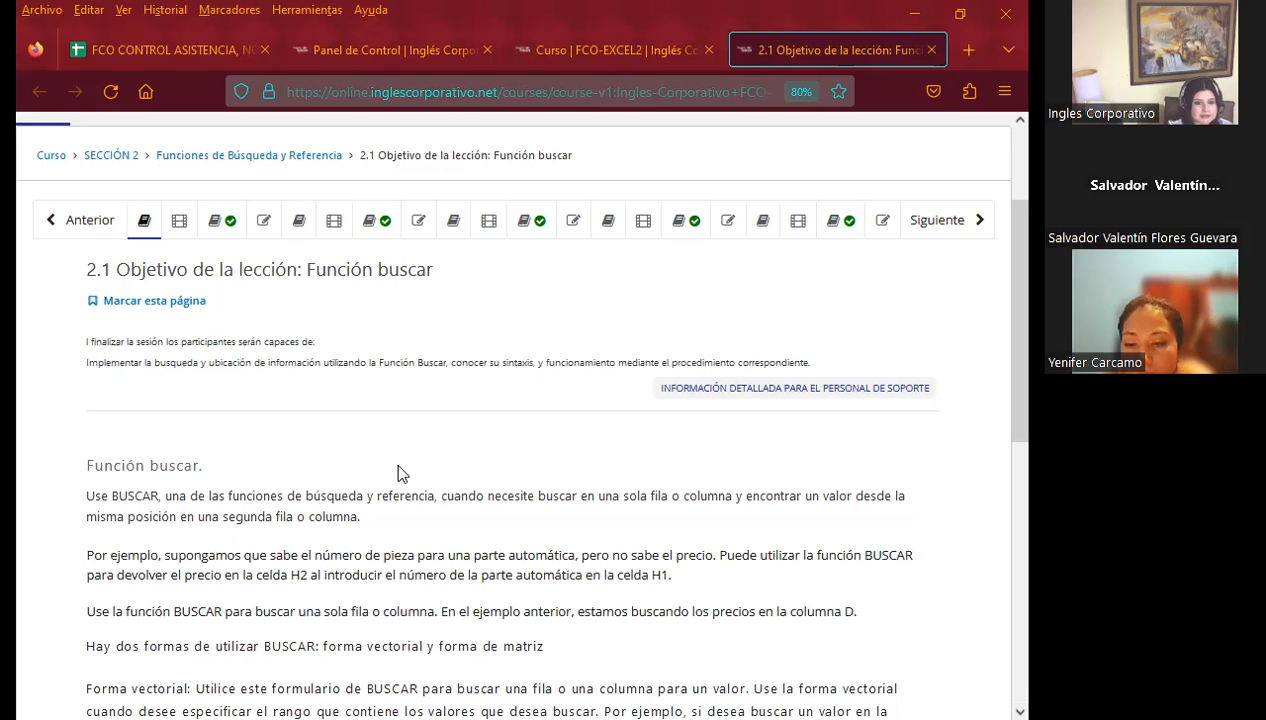 Archivo Editar Ver Historial Marcadores Herramientas Ayuda
FCO CONTROL ASISTENCIA, NO
Panel de Control | Inglés Corpo
Curso | FCO-EXCEL2 | Inglés Co
2.1 Objetivo de la lección: Func
https://online.inglescorporativo.net/courses/course-v1:Ingles-Corporativo+FCO- 80%
Curso > SECCIÓN 2 > Funciones de Búsqueda y Referencia > 2.1 Objetivo de la lección: Función buscar
Anterior
Siguiente
2.1 Objetivo de la lección: Función buscar
Marcar esta página
l finalizar la sesión los participantes serán capaces de:
Implementar la busqueda y ubicación de información utilizando la Función Buscar, conocer su sintaxis, y funcionamiento mediante el procedimiento correspondiente.
INFORMACIÓN DETALLADA PARA EL PERSONAL DE SOPORTE
Función buscar.
Use BUSCAR, una de las funciones de búsqueda y referencia, cuando necesite buscar en una sola fila o columna y encontrar un valor desde la
misma posición en una segunda fila o columna.
Por ejemplo, supongamos que sabe el número de pieza para una parte automática, pero no sabe el precio. Puede utilizar la función BUSCAR
para devolver el precio en la celda H2 al introducir el número de la parte automática en la celda H1.
Use la función BUSCAR para buscar una sola fila o columna. En el ejemplo anterior, estamos buscando los precios en la columna D.
Hay dos formas de utilizar BUSCAR: forma vectorial y forma de matriz
Forma vectorial: Utilice este formulario de BUSCAR para buscar una fila o una columna para un valor. Use la forma vectorial
cuando desee especificar el rango que contiene los valores que desea buscar. Por ejemplo, si desea buscar un valor en la
Ingles Corporativo
Salvador Valentín...
Salvador Valentín Flores Guevara
Yenifer Carcamo